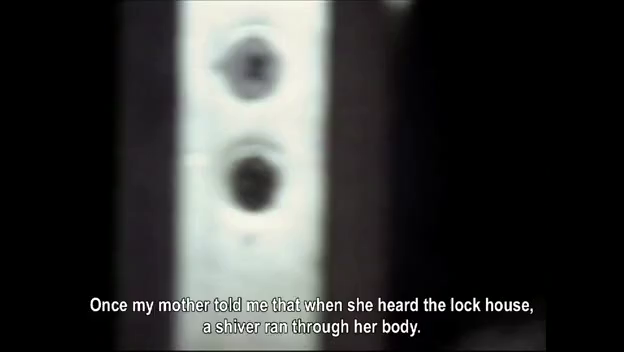 Once my mother told me that when she heard the lock house,
a shiver ran through her body.